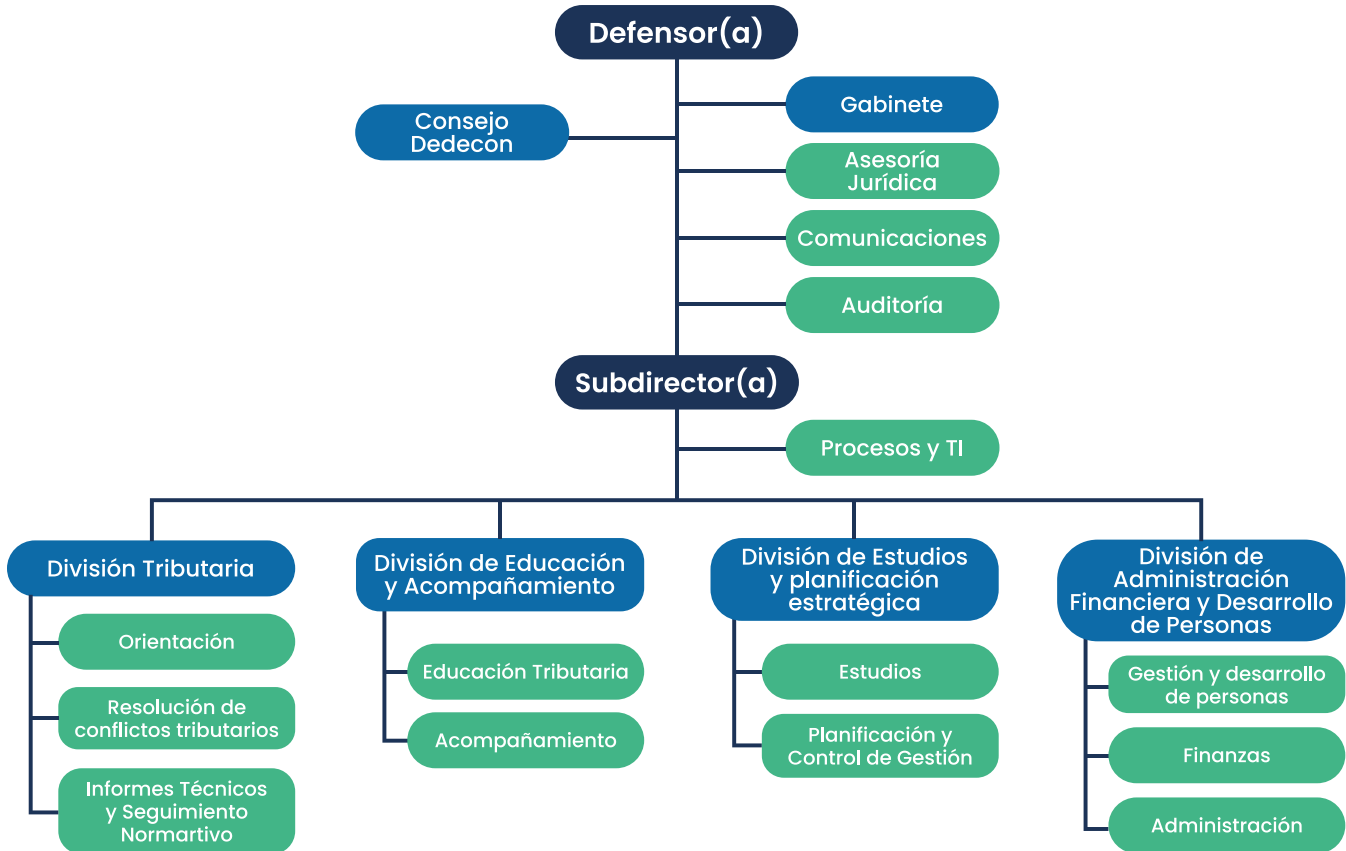 Defensor(a)
Gabinete
Consejo
Dedecon
Asesoría
Jurídica
Comunicaciones
Auditoría
Subdirector(a)
Procesos y TI
División Tributaria
Orientación
Resolución de
conflictos tributarios
Informes Técnicos
y Seguimiento
Normartivo
División de Educación
y Acompañamiento
Educación Tributaria
Acompañamiento
División de Estudios
y planificación
estratégica
Estudios
Planificación y
Control de Gestión
División de
Administración
Financiera y Desarrollo
de Personas
Gestión y desarrollo
de personas
Finanzas
Administración